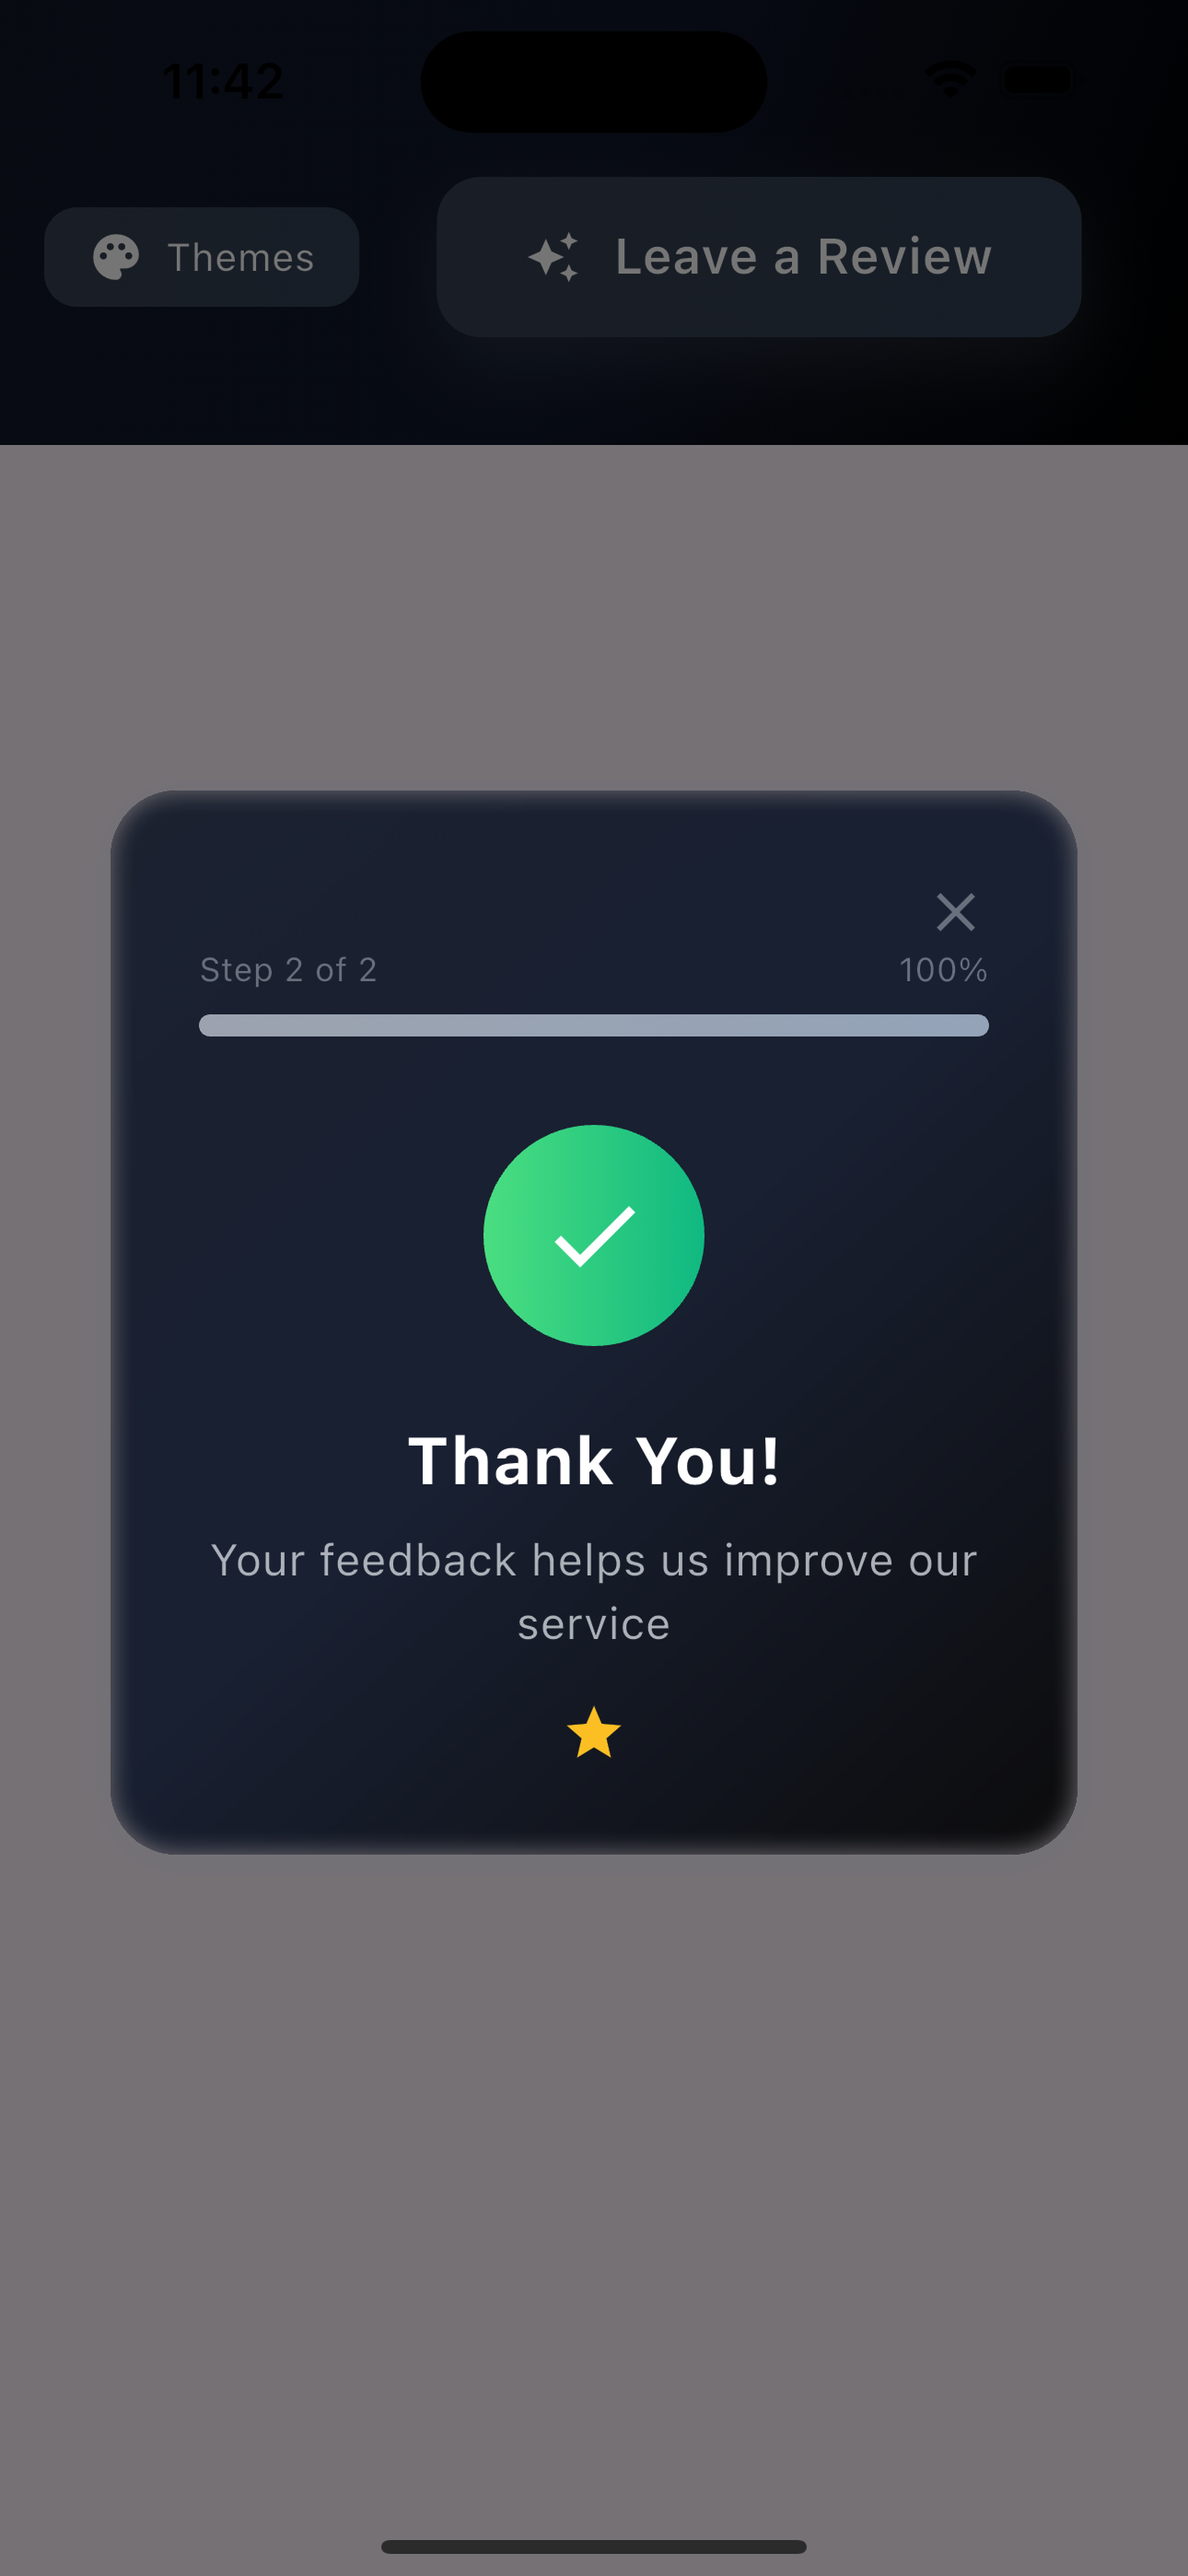 11:42
Themes
Leave a Review
Step 2 of 2
100%
Thank You!
Your feedback helps us improve our
service